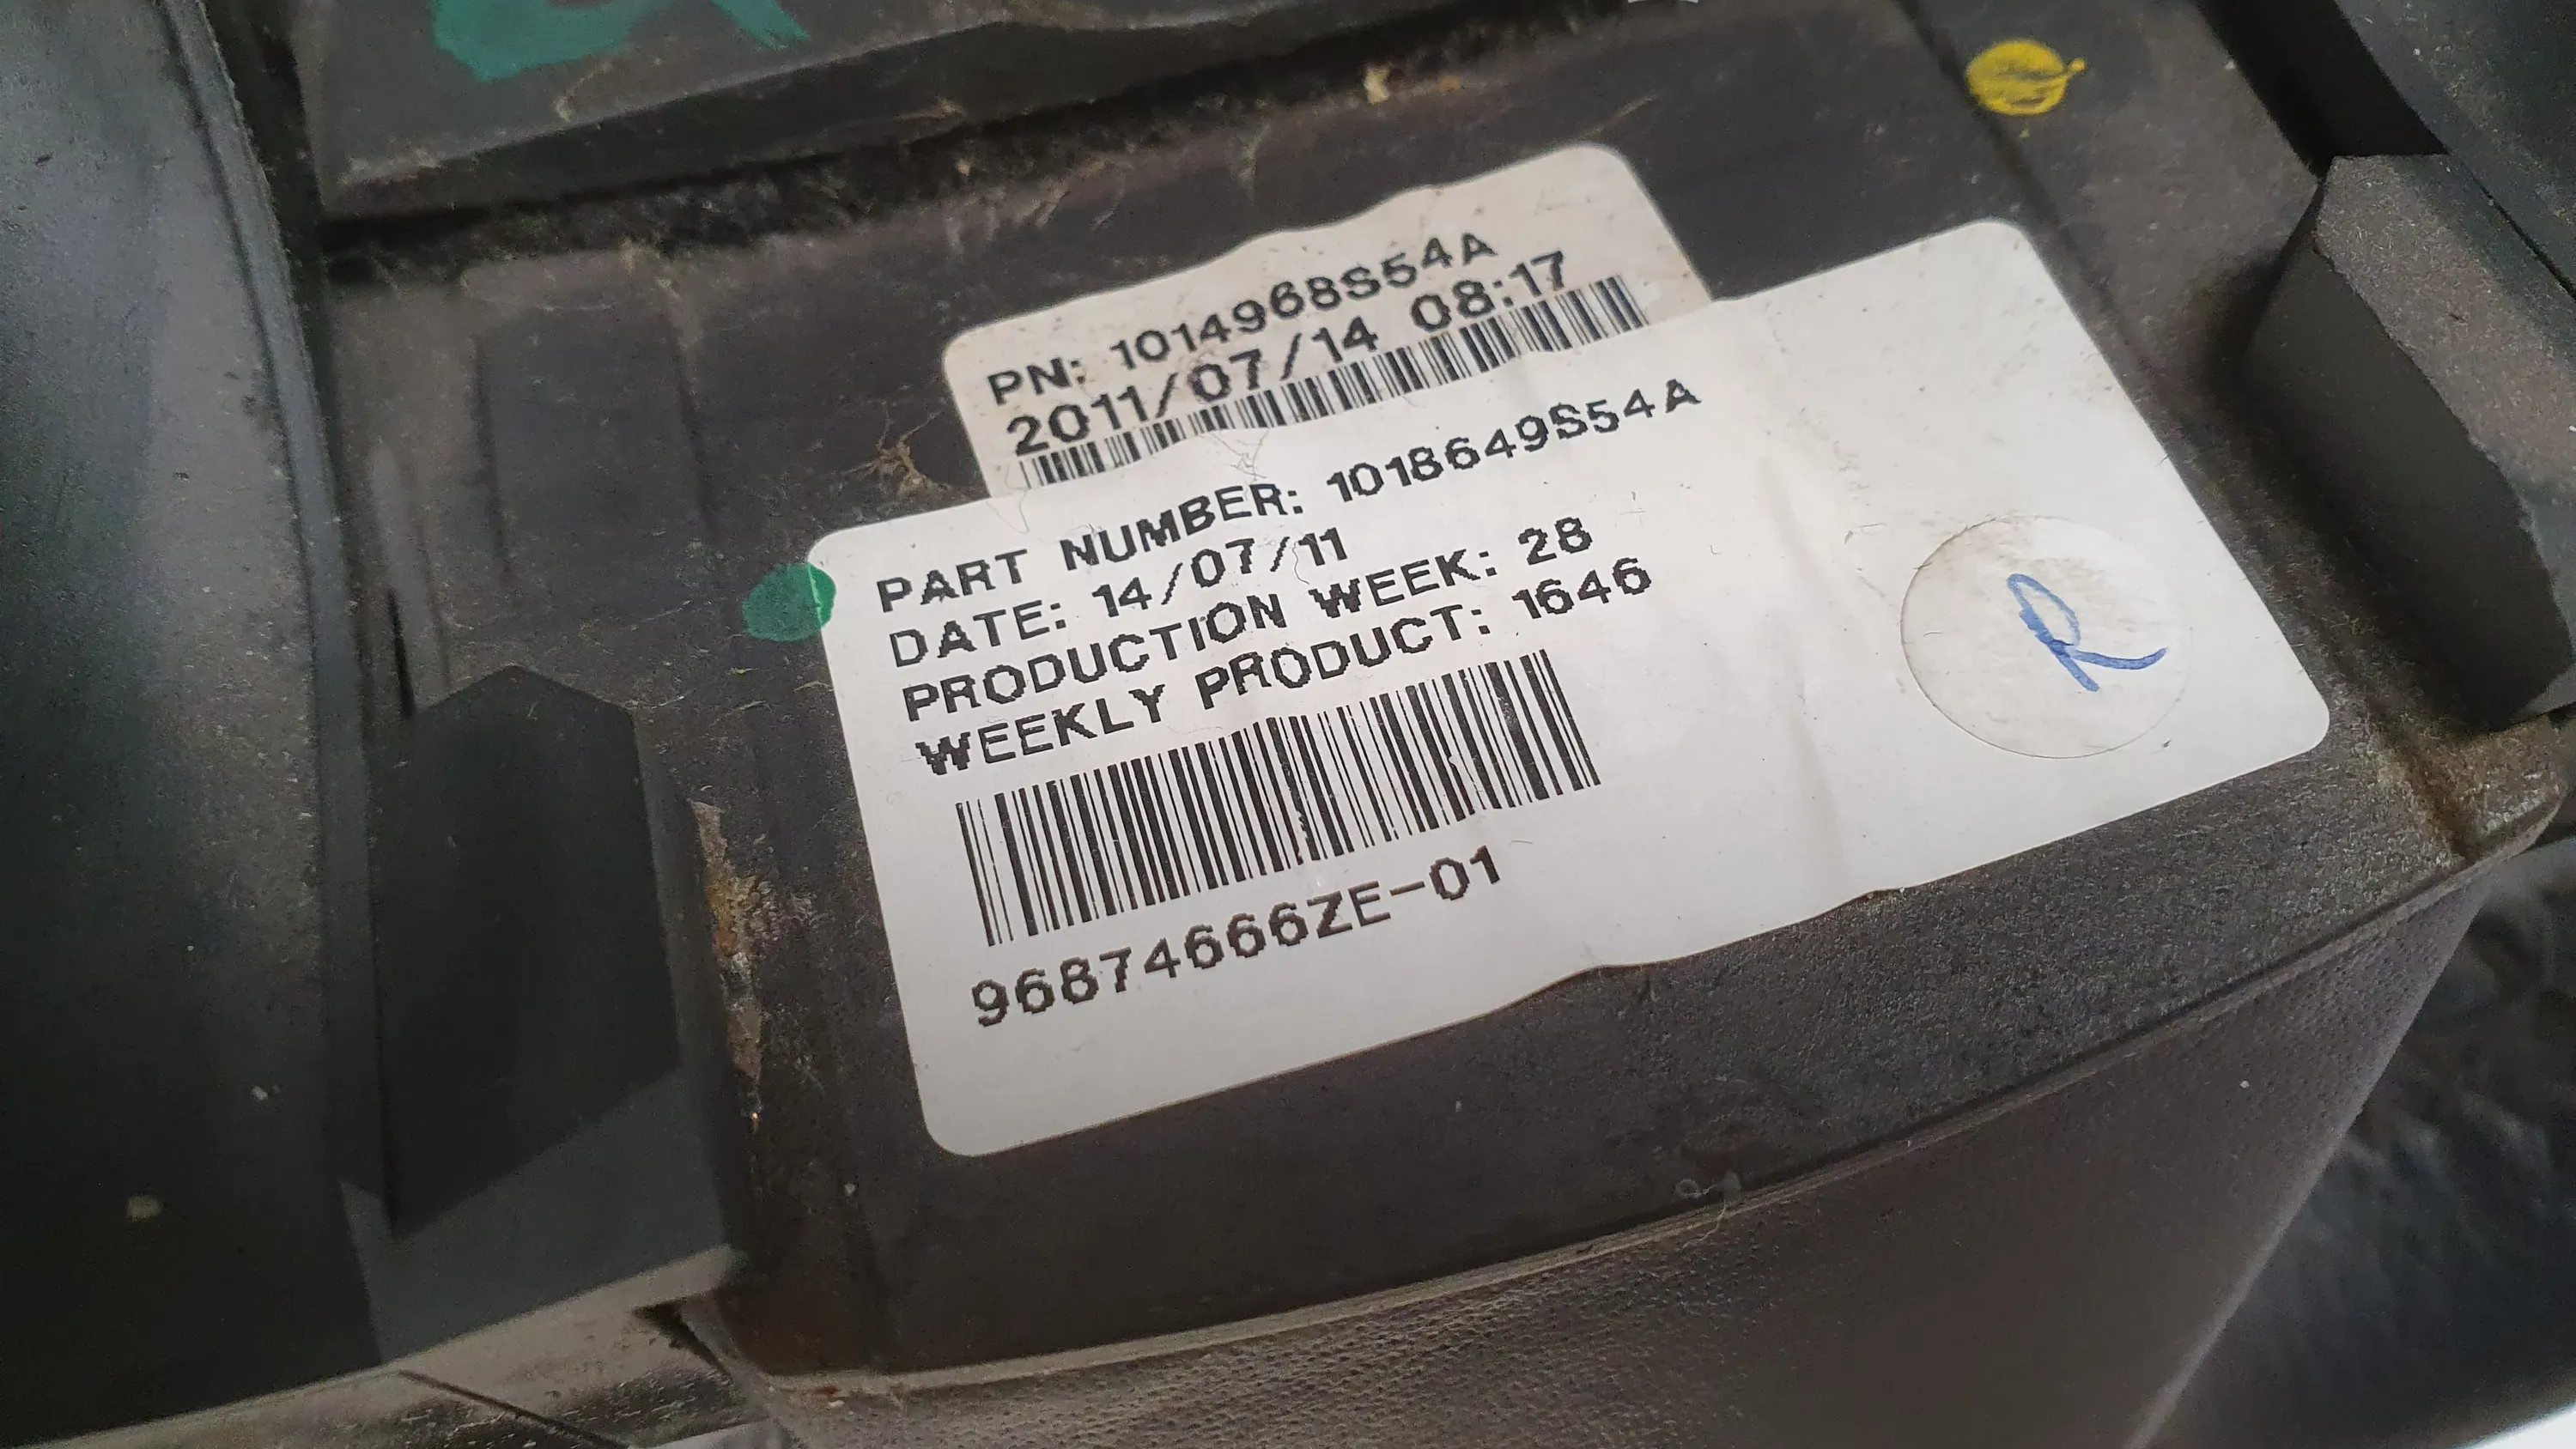 PN: 1014968S54A
2011/07/14 08:17
PART NUMBER: 1018649S54A
DATE: 14/07/11
PRODUCTION WEEK: 28
WEEKLY PRODUCT: 1646
96874666ZE-01
R